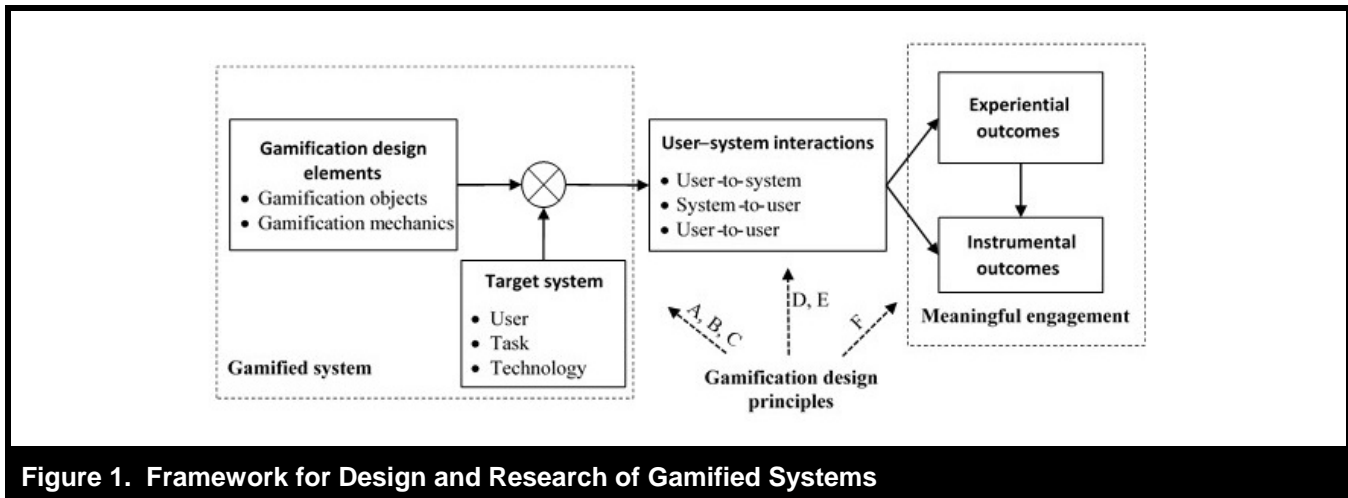 Gamification design
elements
• Gamification objects
• Gamification mechanics
Target system
• User
• Task
• Technology
Gamified system
User–system interactions
• User-to-system
• System-to-user
• User-to-user
A, B, C
D, E
F
Gamification design
principles
Experiential
outcomes
Instrumental
outcomes
Meaningful engagement
Figure 1. Framework for Design and Research of Gamified Systems